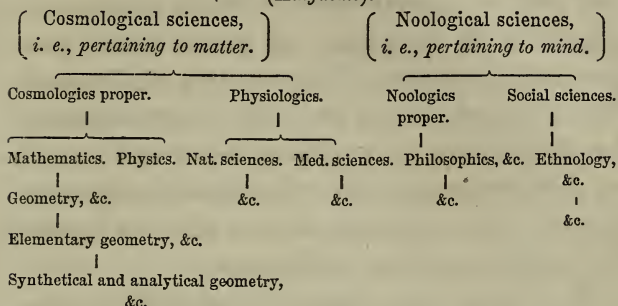 Cosmological sciences, Noological sciences,
i. e., pertaining to matter. i. e., pertaining to mind.
Cosmologics proper. Physiologics. Noologics Social sciences.
proper.
Mathematics. Physics. Nat. sciences. Med. sciences. Philosophics, &c. Ethnology,
&c.
Geometry, &c. &c. &c. &c.
&c.
Elementary geometry, &c.
Synthetical and analytical geometry,
&c.